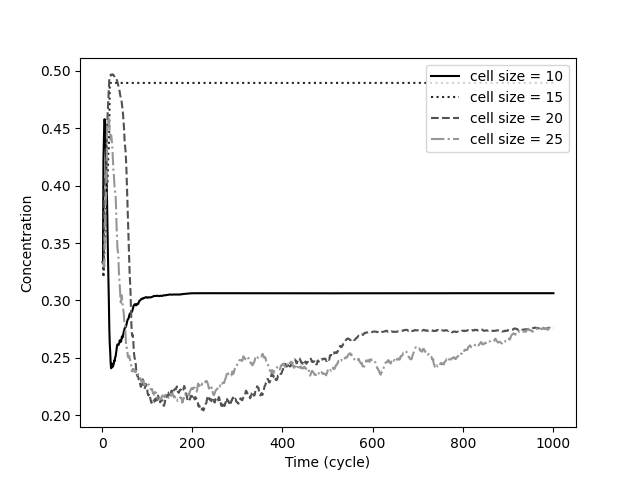 0.50
0.45
0.40
0.35
0.30
0.25
0.20
Concentration
0 200 400 600 800 1000
Time (cycle)
cell size = 10
cell size = 15
cell size = 20
cell size = 25